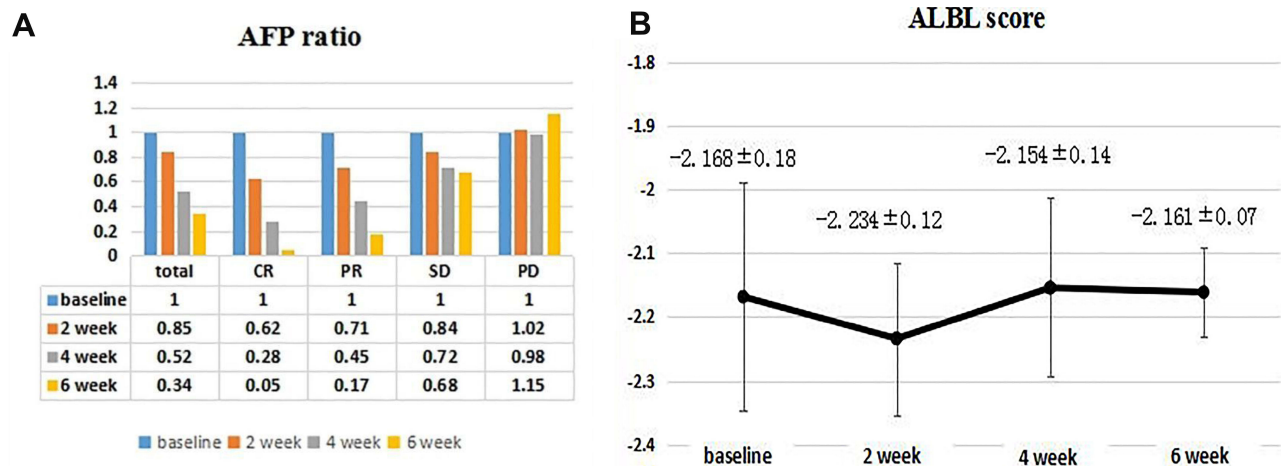 A
AFP ratio
1.4
1.2
1
0.8
0.6
0.4
0.2
0
total CR PR SD PD
baseline 1 1 1 1 1
2 week 0.85 0.62 0.71 0.84 1.02
4 week 0.52 0.28 0.45 0.72 0.98
6 week 0.34 0.05 0.17 0.68 1.15
baseline 2 week 4 week 6 week
B
ALBL score
-1.8
-1.9
-2
-2.1
-2.2
-2.3
-2.4
-2.168±0.18
-2.234±0.12
-2.154±0.14
-2.161±0.07
baseline 2 week 4 week 6 week